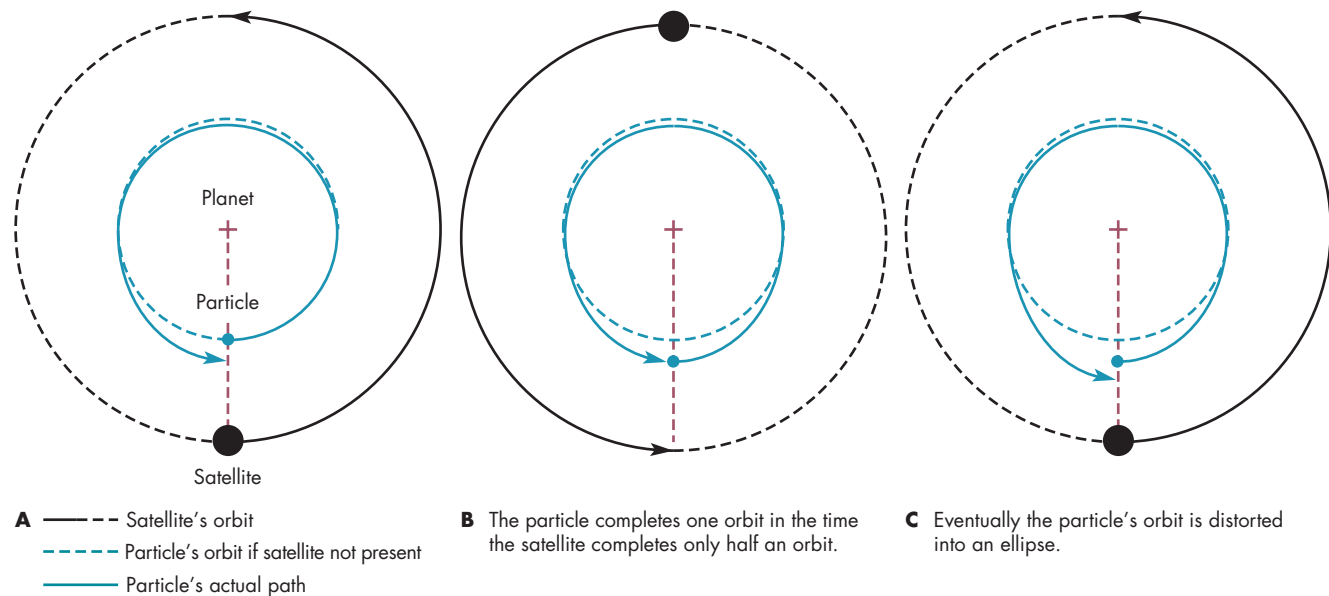 Planet
Particle
Satellite
A Satellite's orbit
Particle's orbit if satellite not present
Particle's actual path
B The particle completes one orbit in the time
the satellite completes only half an orbit.
C Eventually the particle's orbit is distorted
into an ellipse.